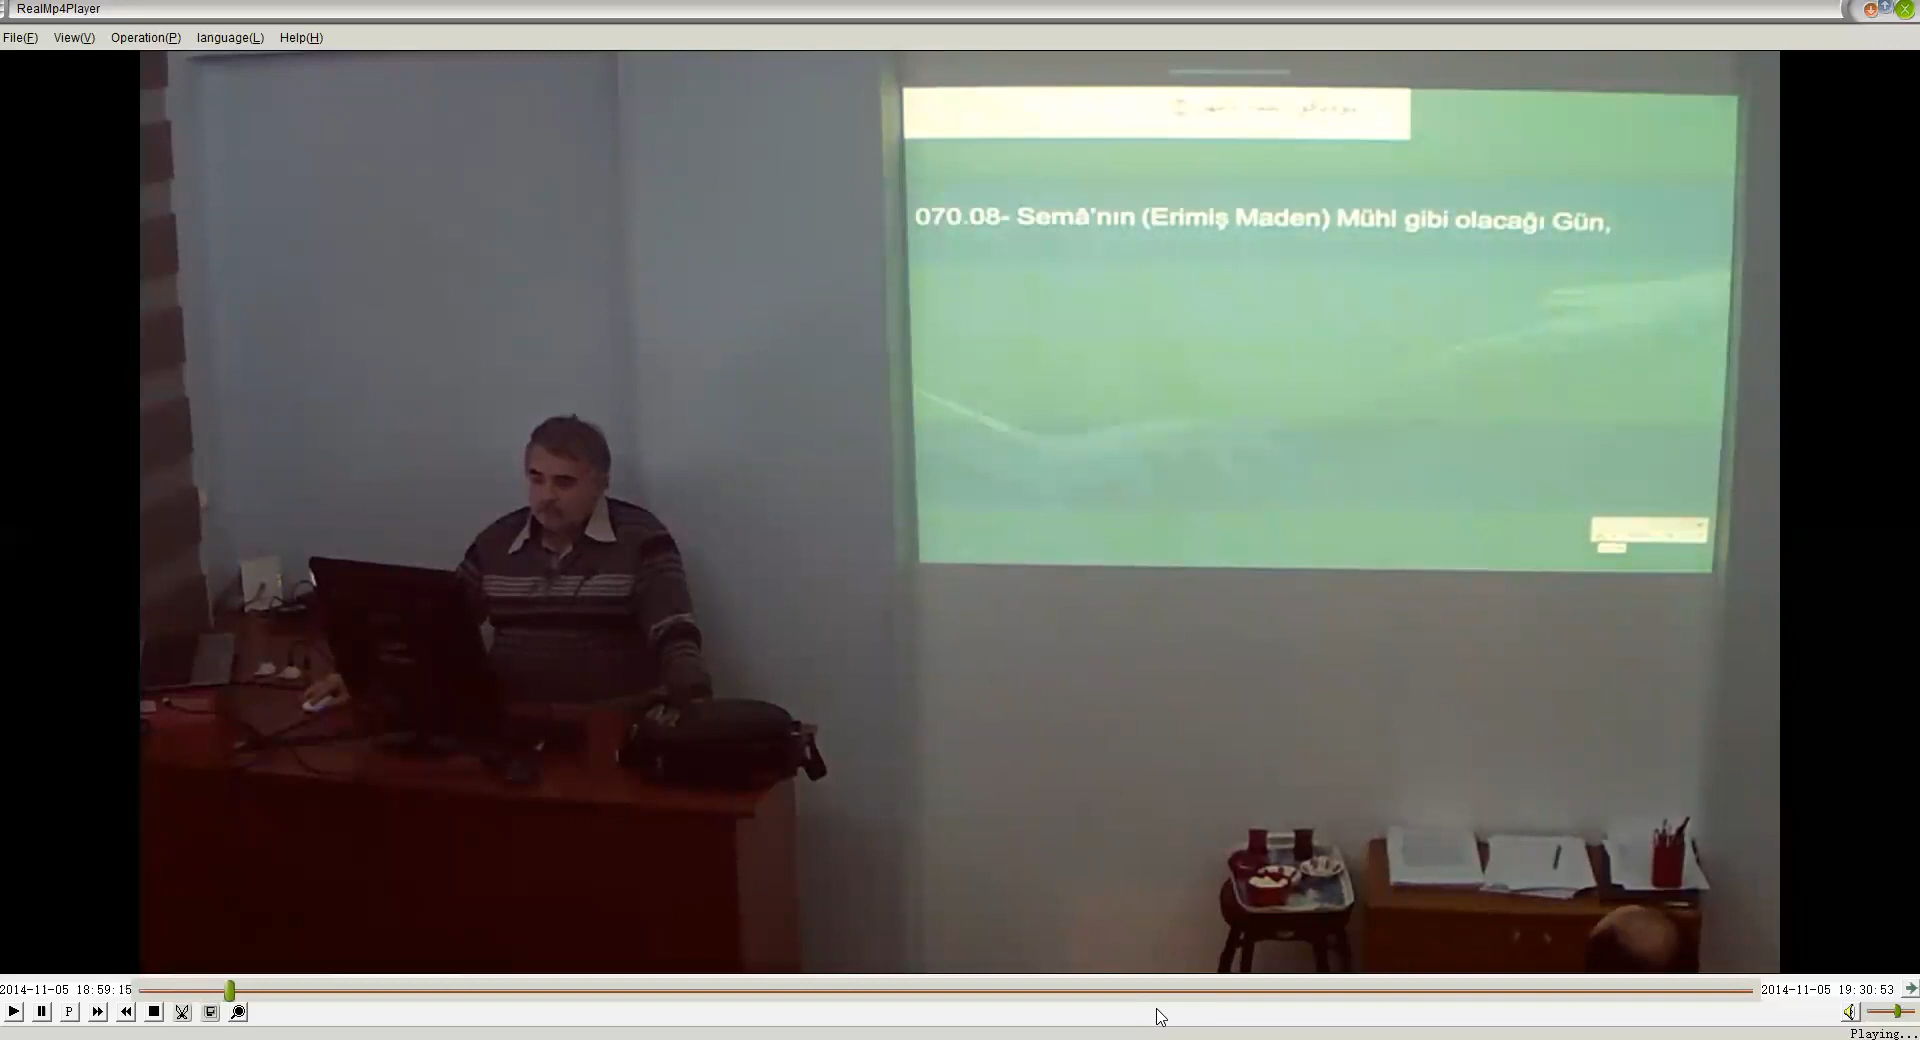 RealMp4Player
File(F) View(V) Operation(P) language(L) Help(H)
070.08- Semâ'nın (Erimiş Maden) Mühl gibi olacağı Gün,
2014-11-05 18:59:15
2014-11-05 19:30:53
P
Playing...